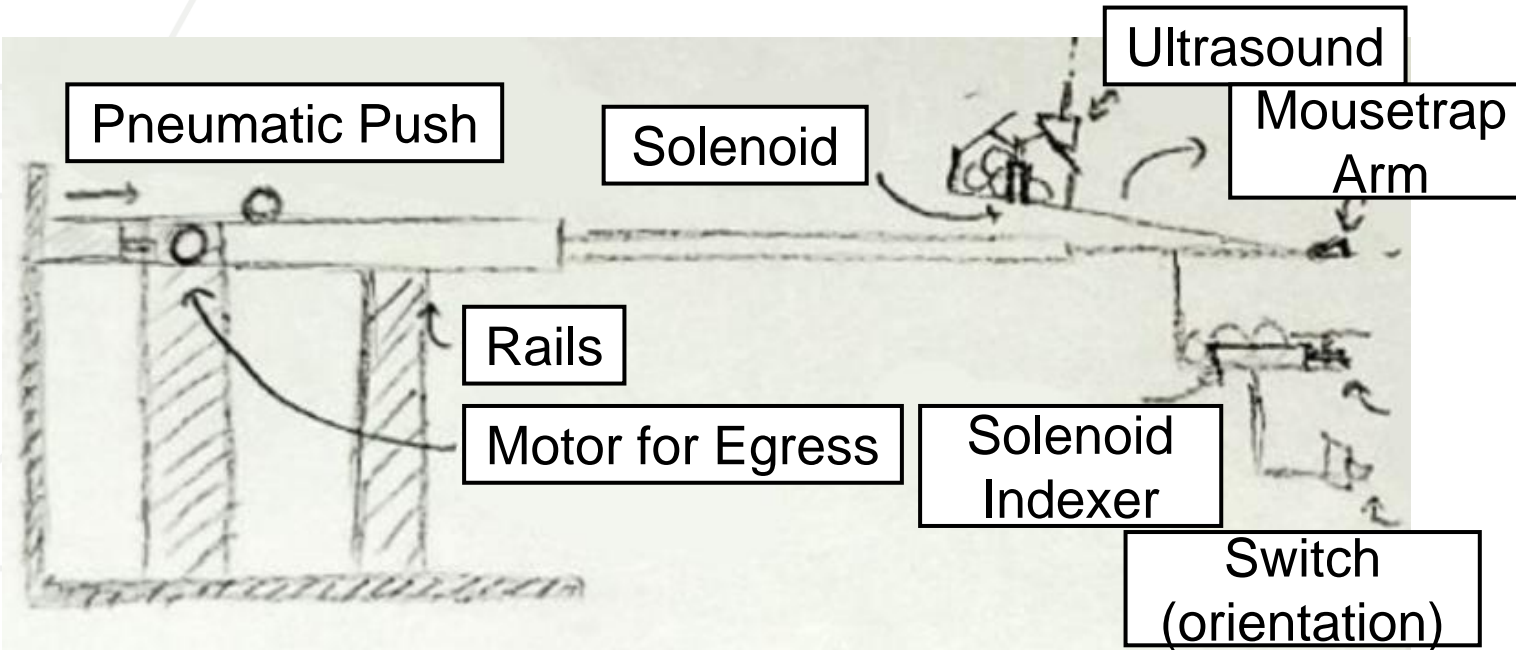 Ultrasound
Mousetrap
Arm
Pneumatic Push
Solenoid
Rails
Motor for Egress
Solenoid
Indexer
Switch
(orientation)